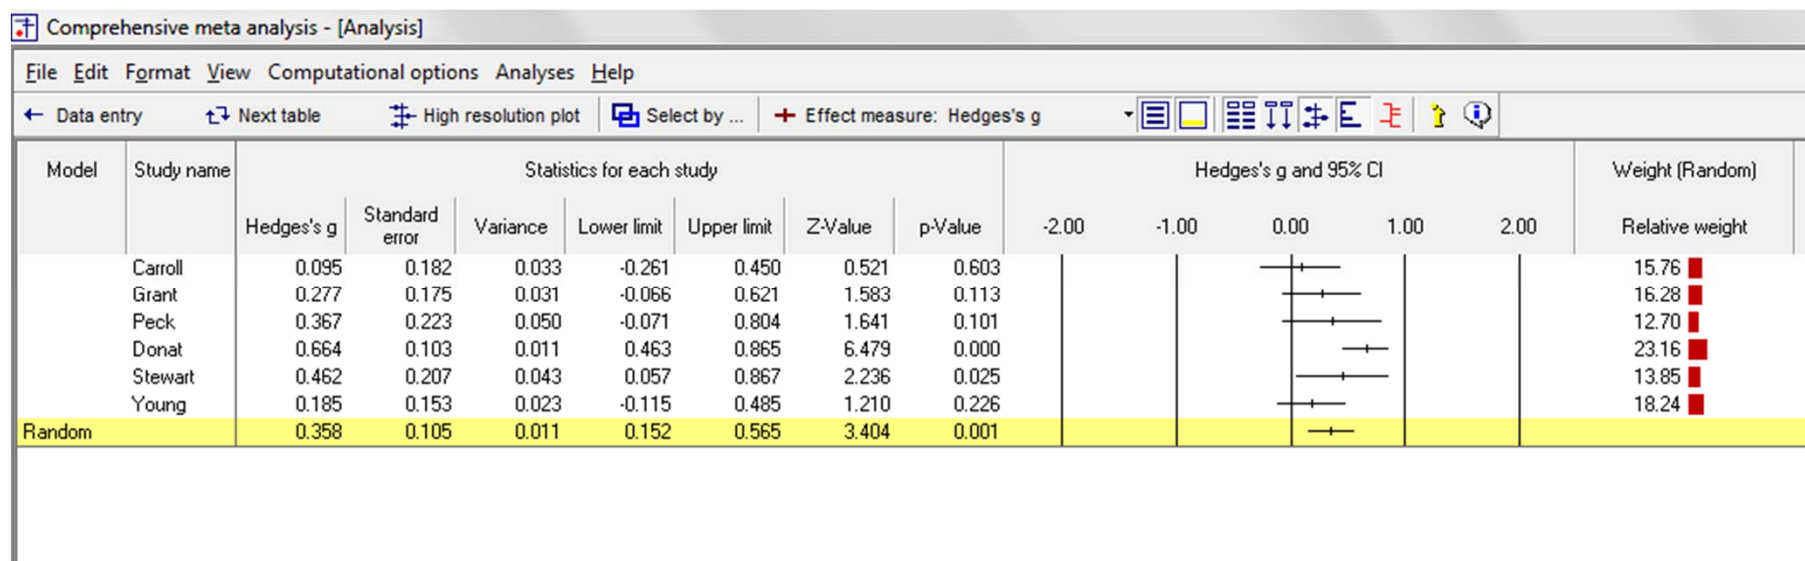 Comprehensive meta analysis - [Analysis]
File Edit Format View Computational options Analyses Help
Data entry Next table High resolution plot Select by ... Effect measure: Hedges's g
Model Study name Statistics for each study Hedges's g and 95% CI Weight (Random)
Hedges's g Standard error Variance Lower limit Upper limit Z-Value p-Value -2.00 -1.00 0.00 1.00 2.00 Relative weight
Carroll 0.095 0.182 0.033 -0.261 0.450 0.521 0.603 15.76
Grant 0.277 0.175 0.031 -0.066 0.621 1.583 0.113 16.28
Peck 0.367 0.223 0.050 -0.071 0.804 1.641 0.101 12.70
Donat 0.664 0.103 0.011 0.463 0.865 6.479 0.000 23.16
Stewart 0.462 0.207 0.043 0.057 0.867 2.236 0.025 13.85
Young 0.185 0.153 0.023 -0.115 0.485 1.210 0.226 18.24
Random 0.358 0.105 0.011 0.152 0.565 3.404 0.001